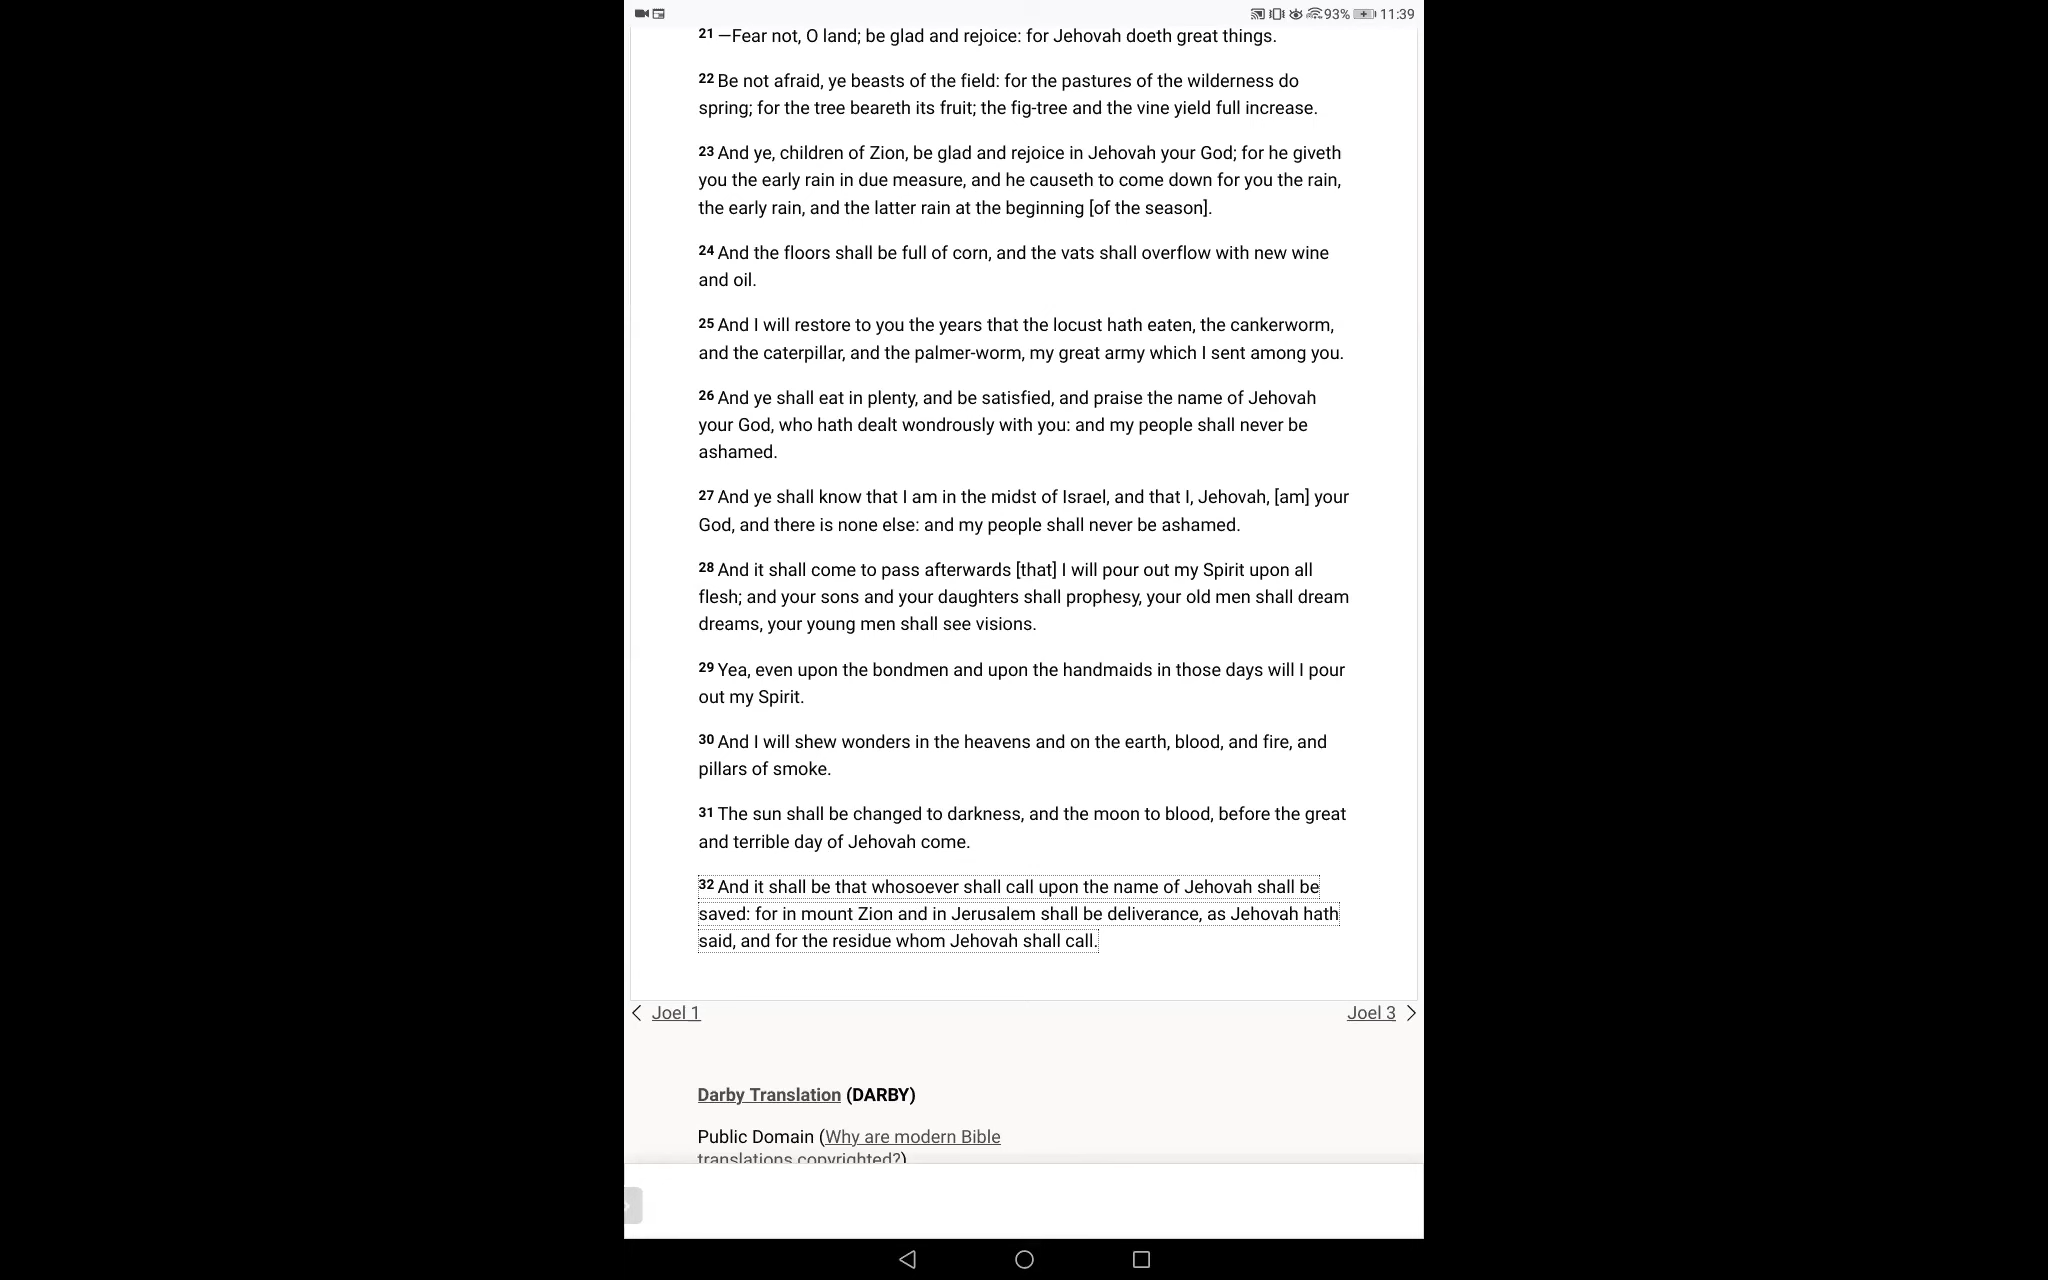 93% 11:39
21 —Fear not, O land; be glad and rejoice: for Jehovah doeth great things.
22 Be not afraid, ye beasts of the field: for the pastures of the wilderness do
spring; for the tree beareth its fruit; the fig-tree and the vine yield full increase.
23 And ye, children of Zion, be glad and rejoice in Jehovah your God; for he giveth
you the early rain in due measure, and he causeth to come down for you the rain,
the early rain, and the latter rain at the beginning [of the season].
24 And the floors shall be full of corn, and the vats shall overflow with new wine
and oil.
25 And I will restore to you the years that the locust hath eaten, the cankerworm,
and the caterpillar, and the palmer-worm, my great army which I sent among you.
26 And ye shall eat in plenty, and be satisfied, and praise the name of Jehovah
your God, who hath dealt wondrously with you: and my people shall never be
ashamed.
27 And ye shall know that I am in the midst of Israel, and that I, Jehovah, [am] your
God, and there is none else: and my people shall never be ashamed.
28 And it shall come to pass afterwards [that] I will pour out my Spirit upon all
flesh; and your sons and your daughters shall prophesy, your old men shall dream
dreams, your young men shall see visions.
29 Yea, even upon the bondmen and upon the handmaids in those days will I pour
out my Spirit.
30 And I will shew wonders in the heavens and on the earth, blood, and fire, and
pillars of smoke.
31 The sun shall be changed to darkness, and the moon to blood, before the great
and terrible day of Jehovah come.
32 And it shall be that whosoever shall call upon the name of Jehovah shall be
saved: for in mount Zion and in Jerusalem shall be deliverance, as Jehovah hath
said, and for the residue whom Jehovah shall call.
Joel 1 Joel 3
Darby Translation (DARBY)
Public Domain (Why are modern Bible
translations copyrighted?)